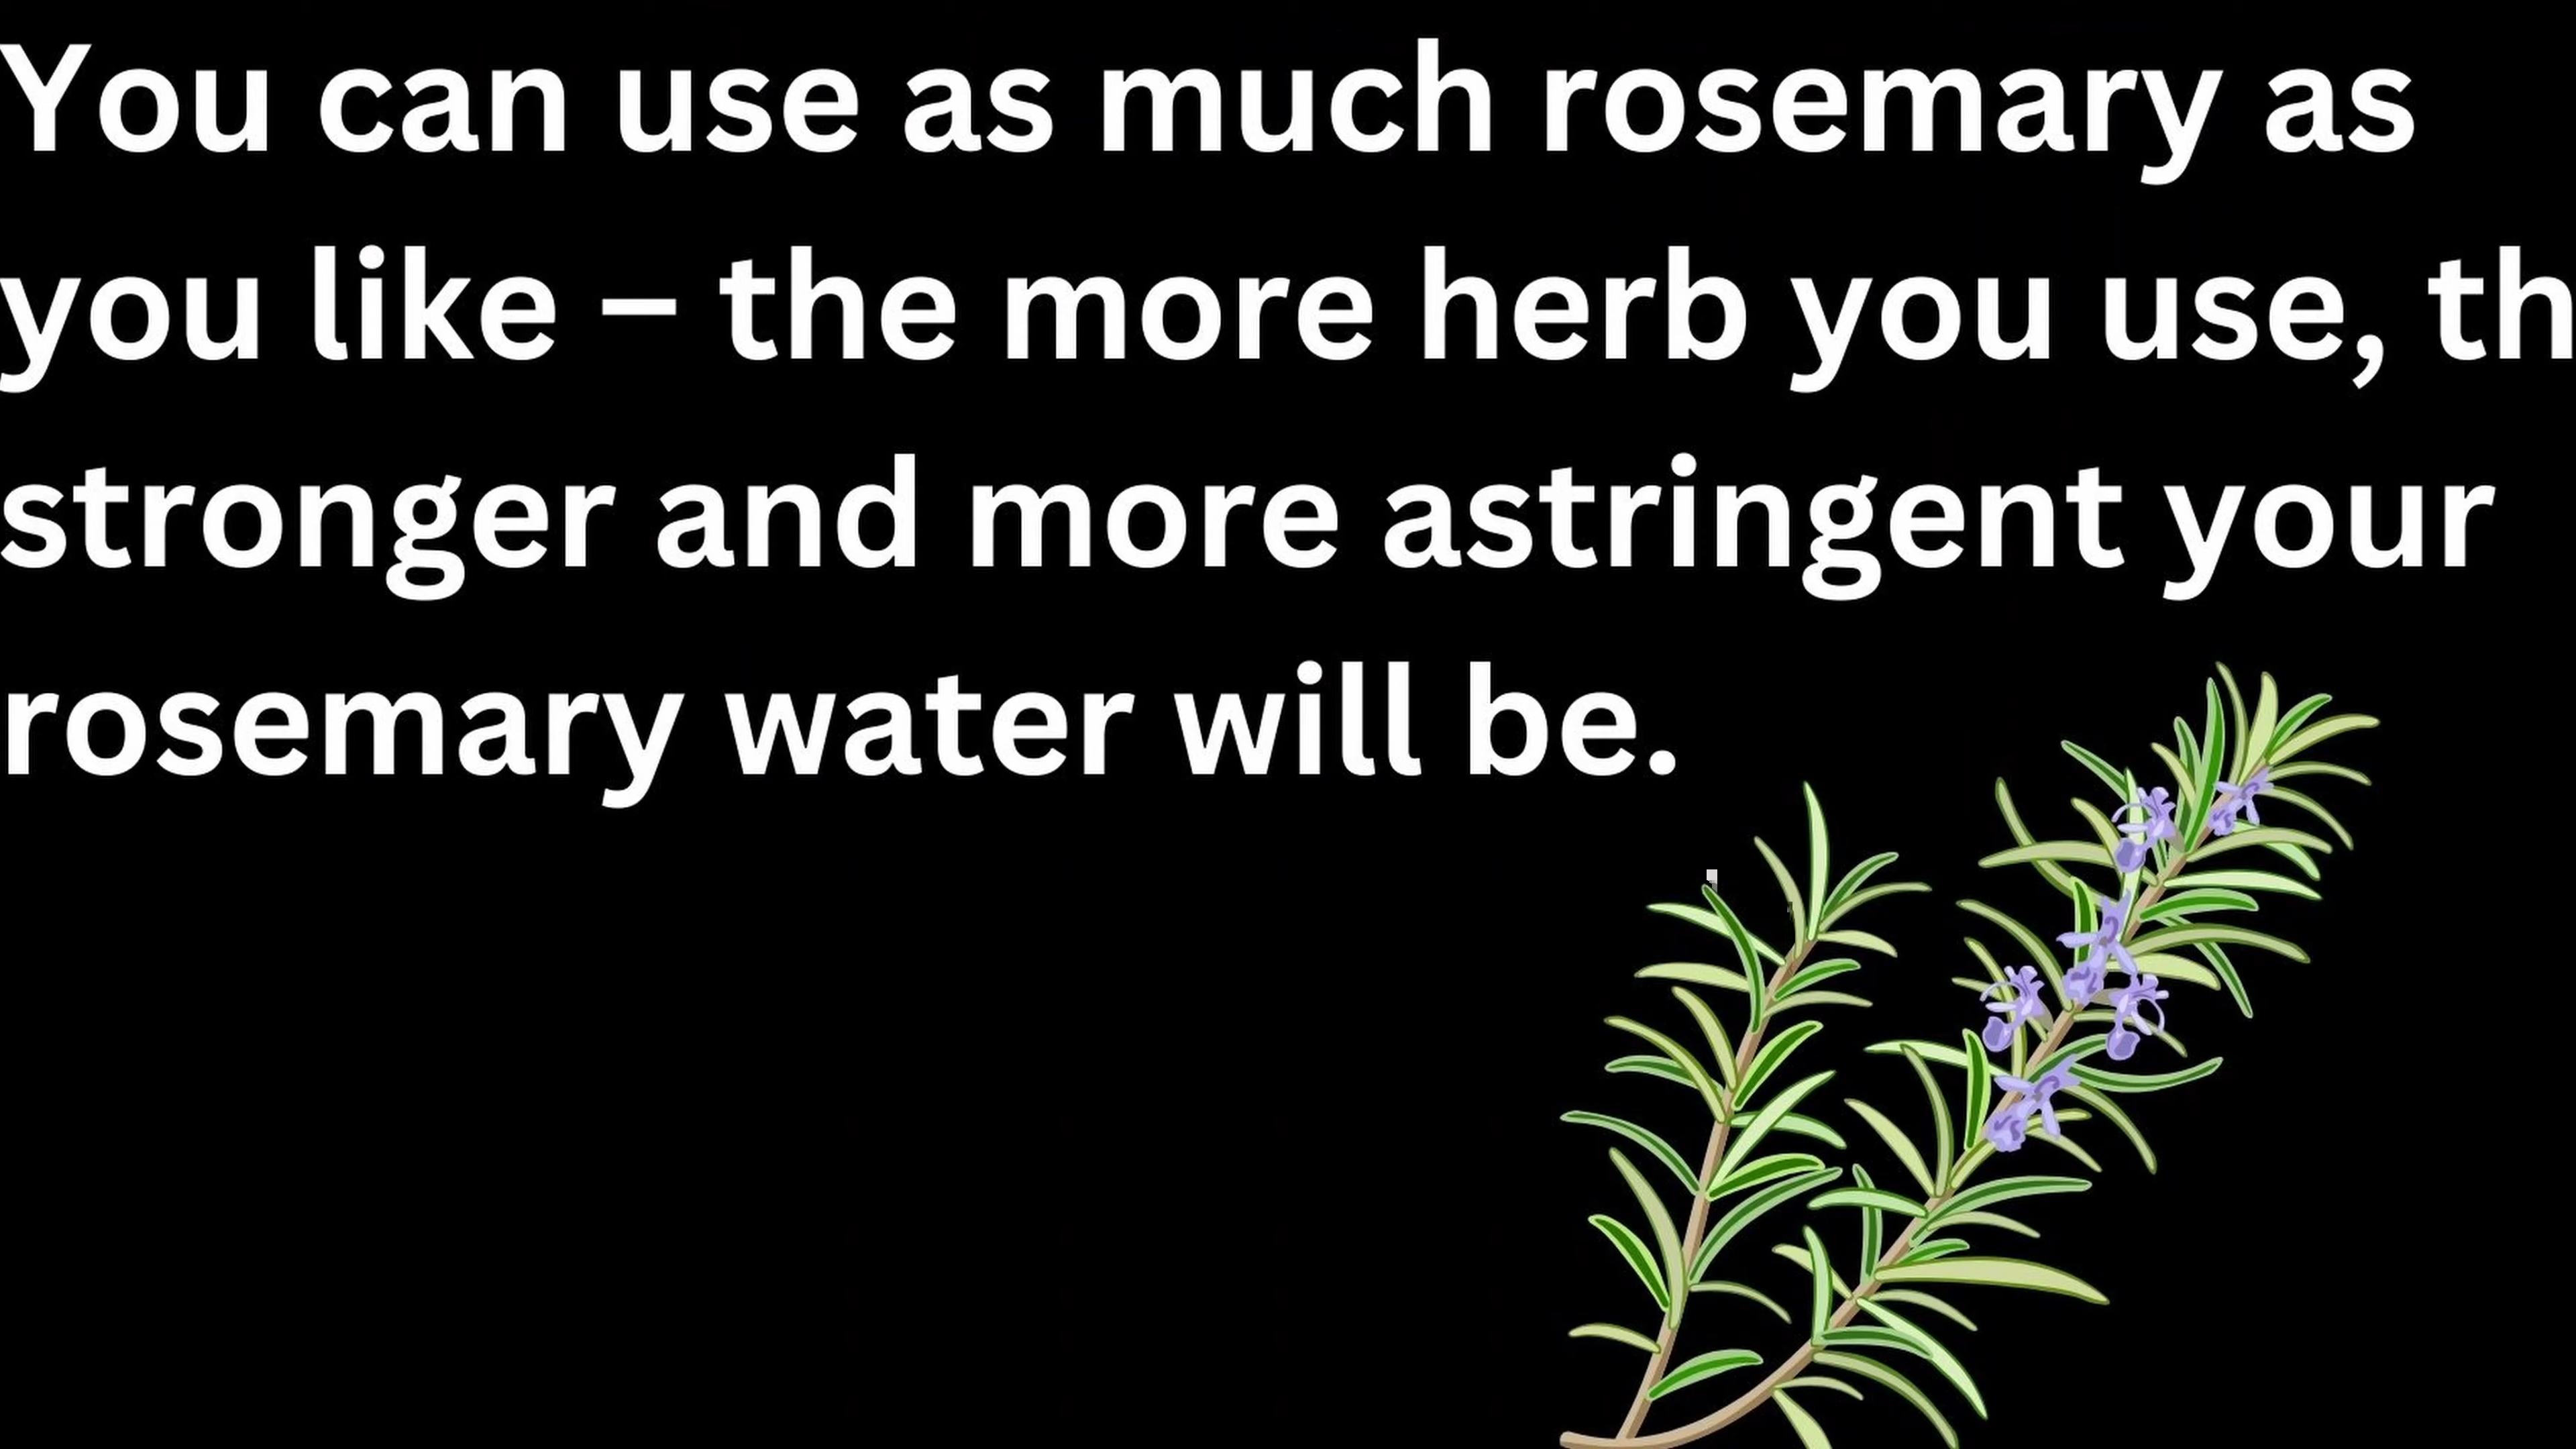 You can use as much rosemary as
you like – the more herb you use, th
stronger and more astringent your
rosemary water will be.